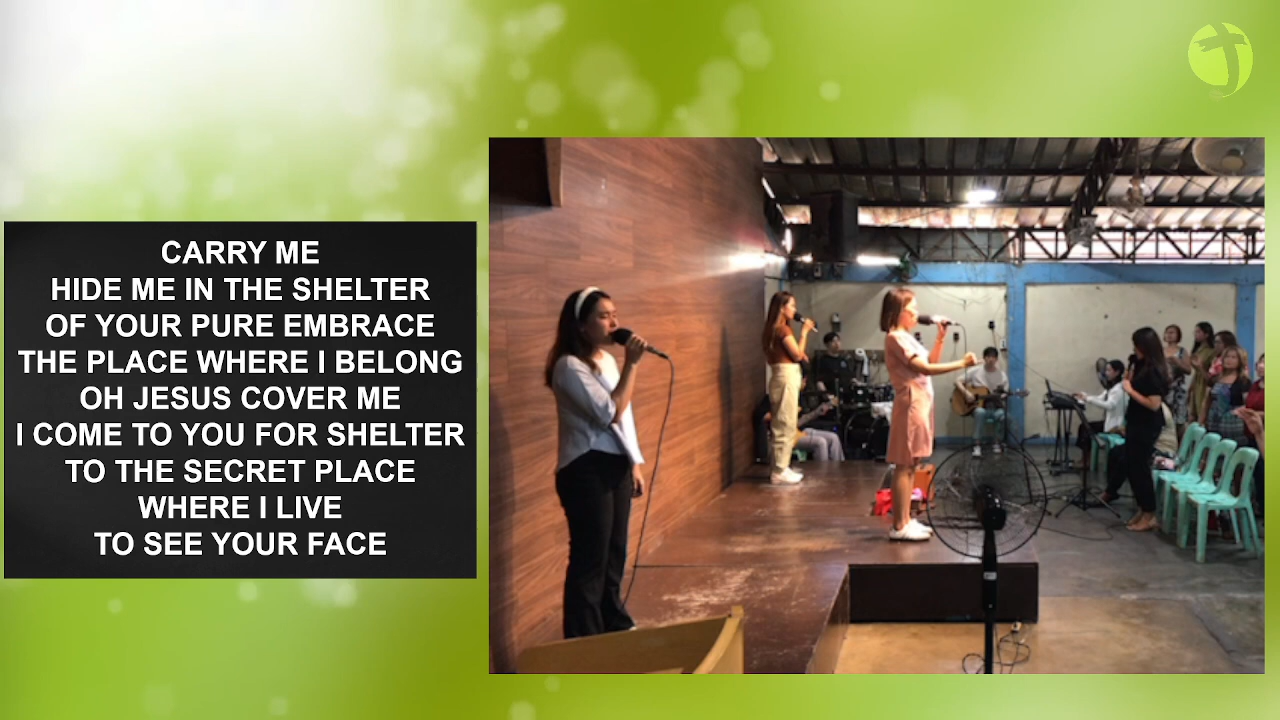 CARRY ME
HIDE ME IN THE SHELTER
OF YOUR PURE EMBRACE
THE PLACE WHERE I BELONG
OH JESUS COVER ME
I COME TO YOU FOR SHELTER
TO THE SECRET PLACE
WHERE I LIVE
TO SEE YOUR FACE